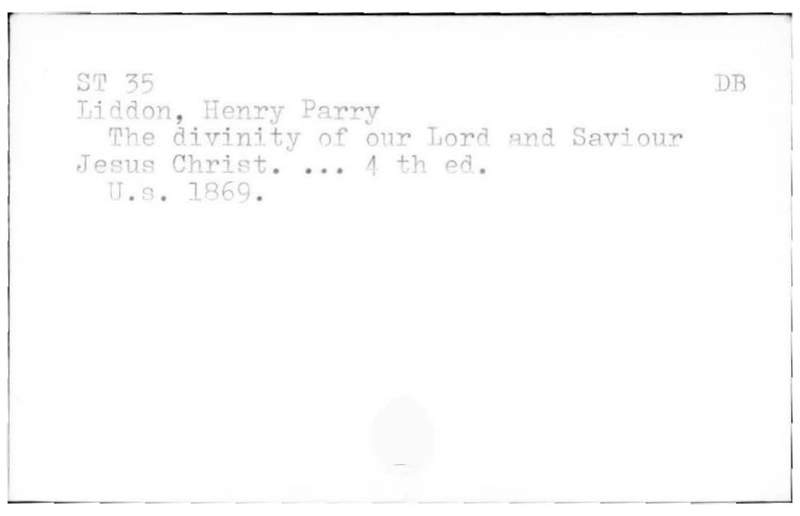 ST 35 DB
Liddon, Henry Parry
The divinity of our Lord and Saviour
Jesus Christ. ... 4 th ed.
U.s. 1869.